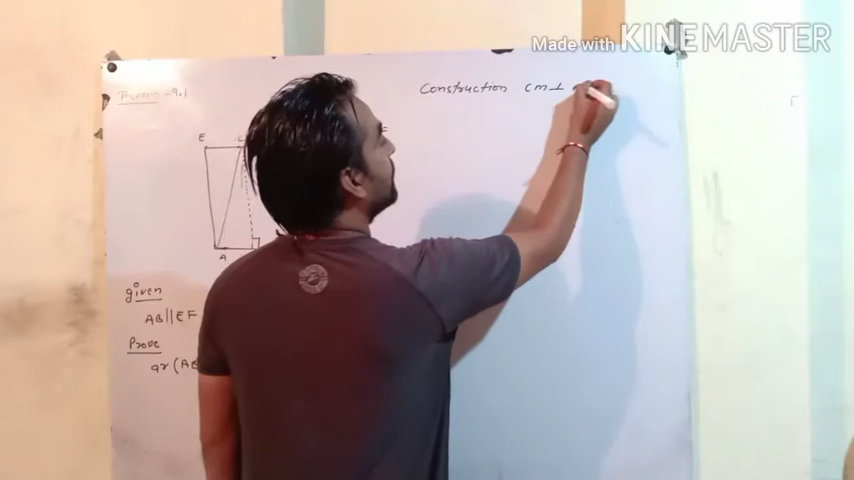 Made with KINEMASTER
Theorem - 9.1
Construction CM ⊥
E
A
given
AB || EF
Prove
ar (AB